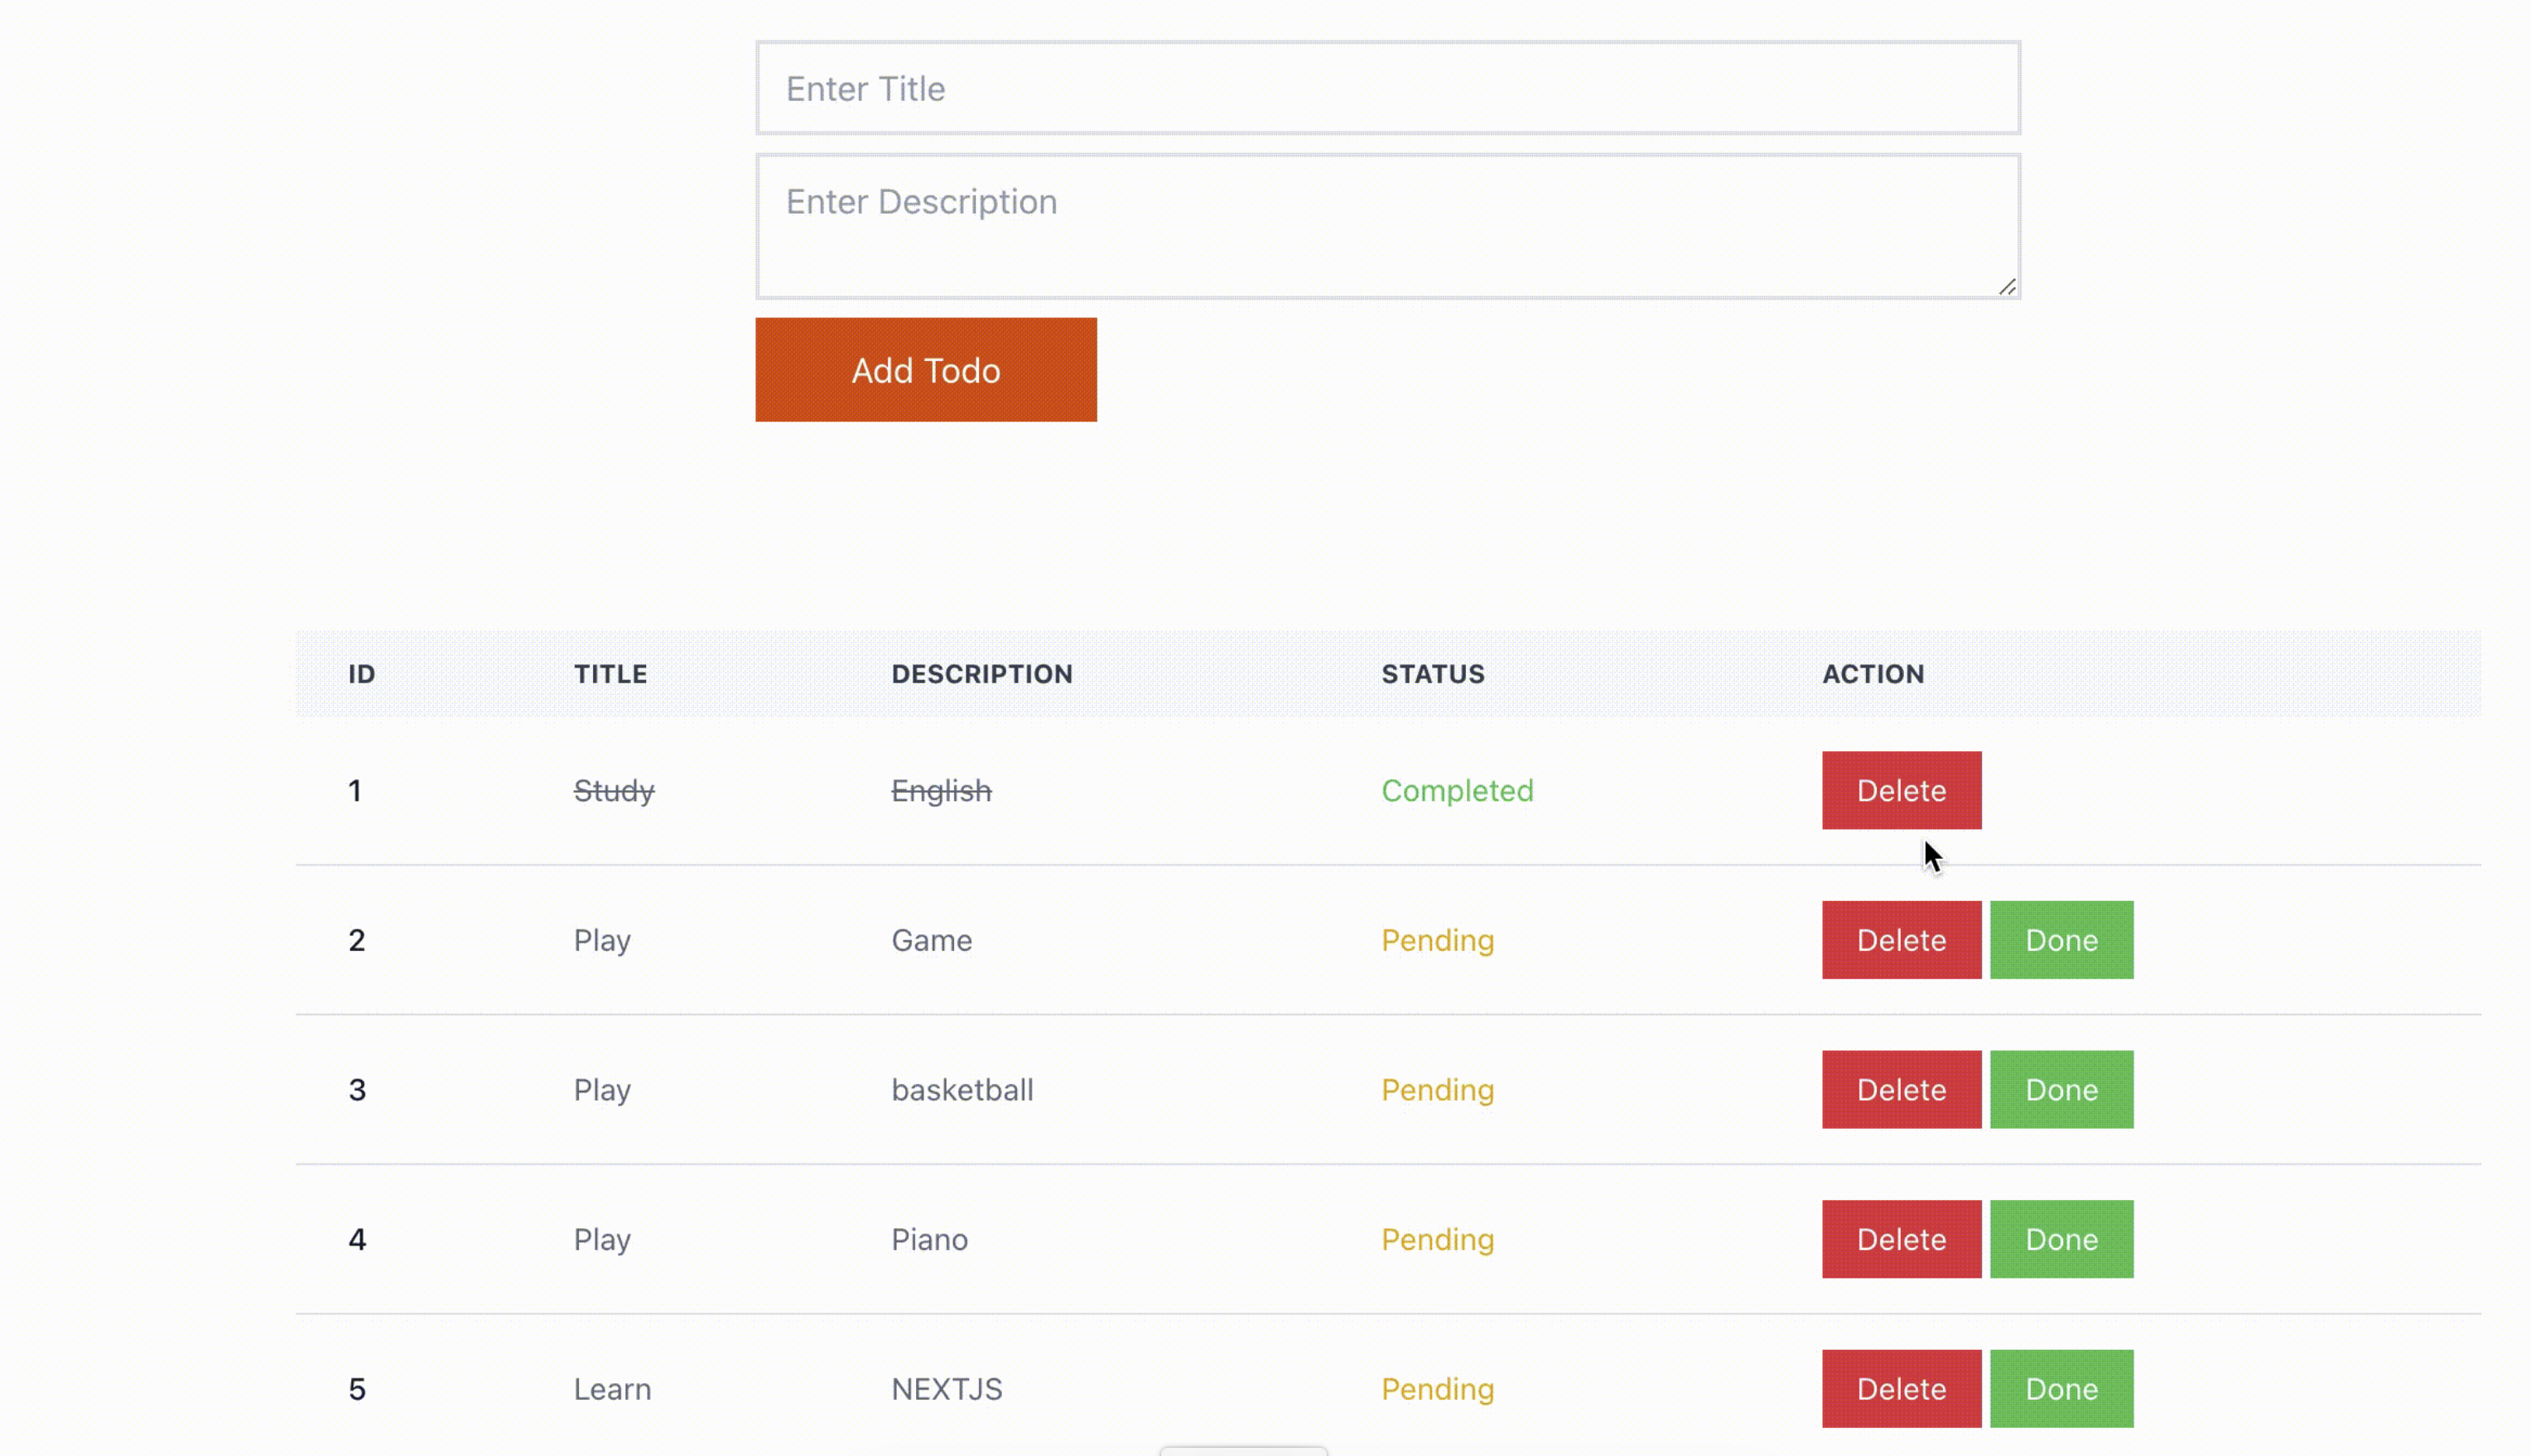 Enter Title
Enter Description
Add Todo
ID TITLE DESCRIPTION STATUS ACTION
1 Study English Completed Delete
2 Play Game Pending Delete Done
3 Play basketball Pending Delete Done
4 Play Piano Pending Delete Done
5 Learn NEXTJS Pending Delete Done